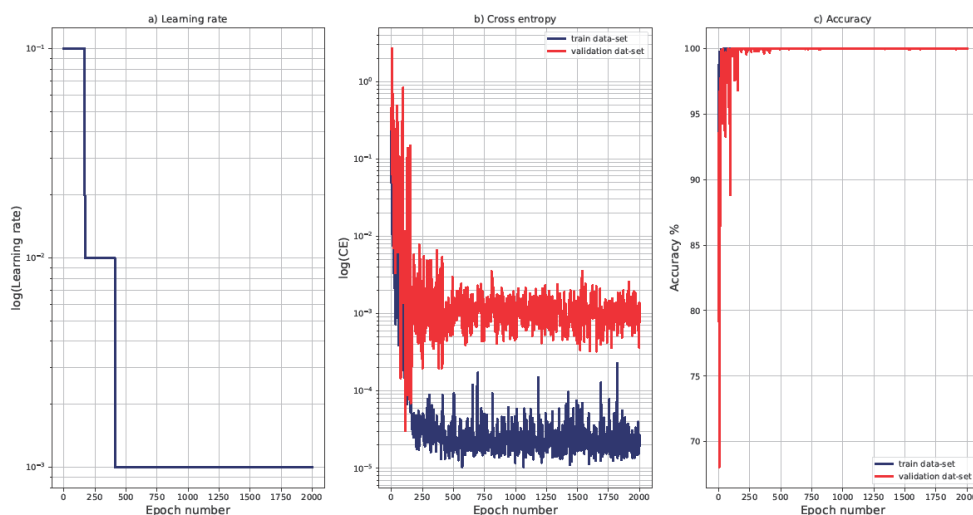 a) Learning rate
10⁻¹
10⁻²
10⁻³
log(Learning rate)
0 250 500 750 1000 1250 1500 1750 2000
Epoch number
b) Cross entropy
train data-set
validation dat-set
10⁰
10⁻¹
10⁻²
10⁻³
10⁻⁴
10⁻⁵
log(CE)
0 250 500 750 1000 1250 1500 1750 2000
Epoch number
c) Accuracy
100
95
90
85
80
75
70
Accuracy %
train data-set
validation dat-set
0 250 500 750 1000 1250 1500 1750 2000
Epoch number